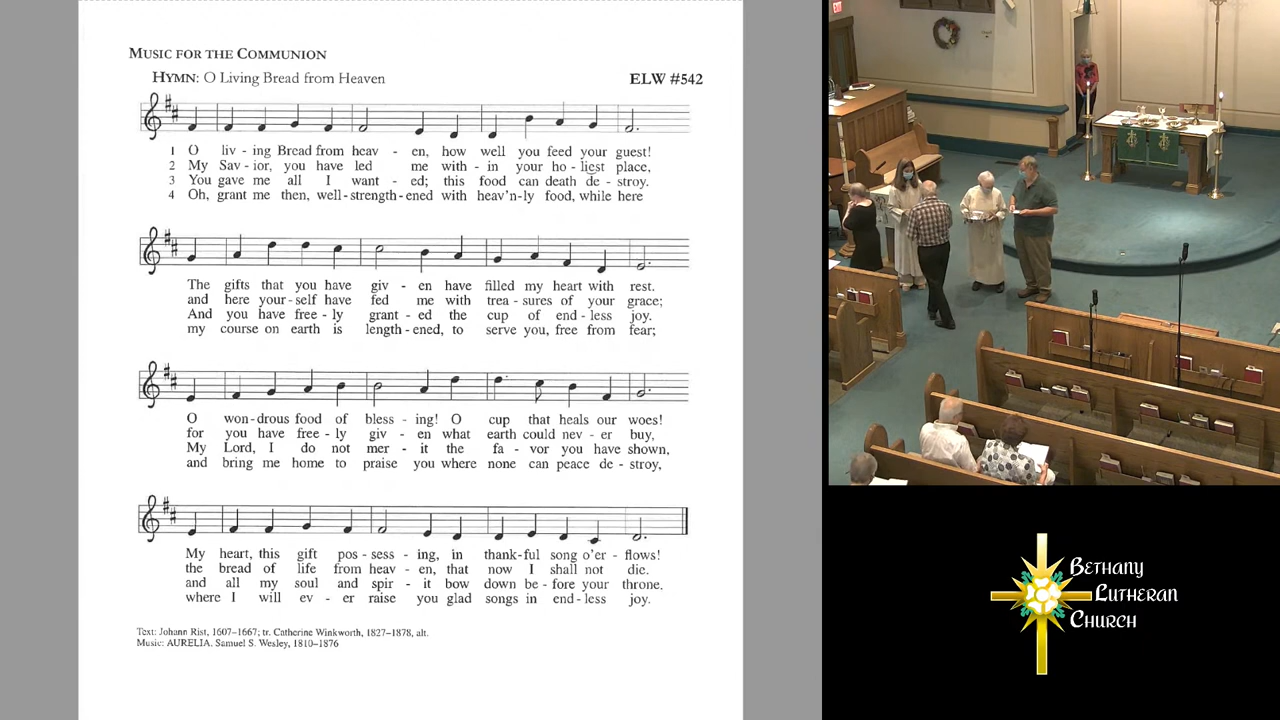 MUSIC FOR THE COMMUNION
HYMN: O Living Bread from Heaven ELW #542
1 O liv - ing Bread from heav - en, how well you feed your guest!
2 My Sav - ior, you have led me with - in your ho - liest place,
3 You gave me all I want - ed; this food can death de - stroy.
4 Oh, grant me then, well - strength - ened with heav'n - ly food, while here
The gifts that you have giv - en have filled my heart with rest.
and here your - self have fed me with trea - sures of your grace;
And you have free - ly grant - ed the cup of end - less joy.
my course on earth is length - ened, to serve you, free from fear;
O won - drous food of bless - ing! O cup that heals our woes!
for you have free - ly giv - en what earth could nev - er buy,
My Lord, I do not mer - it the fa - vor you have shown,
and bring me home to praise you where none can peace de - stroy,
My heart, this gift pos - sess - ing, in thank - ful song o'er - flows!
the bread of life from heav - en, that now I shall not die.
and all my soul and spir - it bow down be - fore your throne.
where I will ev - er raise you glad songs in end - less joy.
Text: Johann Rist, 1607–1667; tr. Catherine Winkworth, 1827–1878, alt.
Music: AURELIA, Samuel S. Wesley, 1810–1876
BETHANY
LUTHERAN
CHURCH